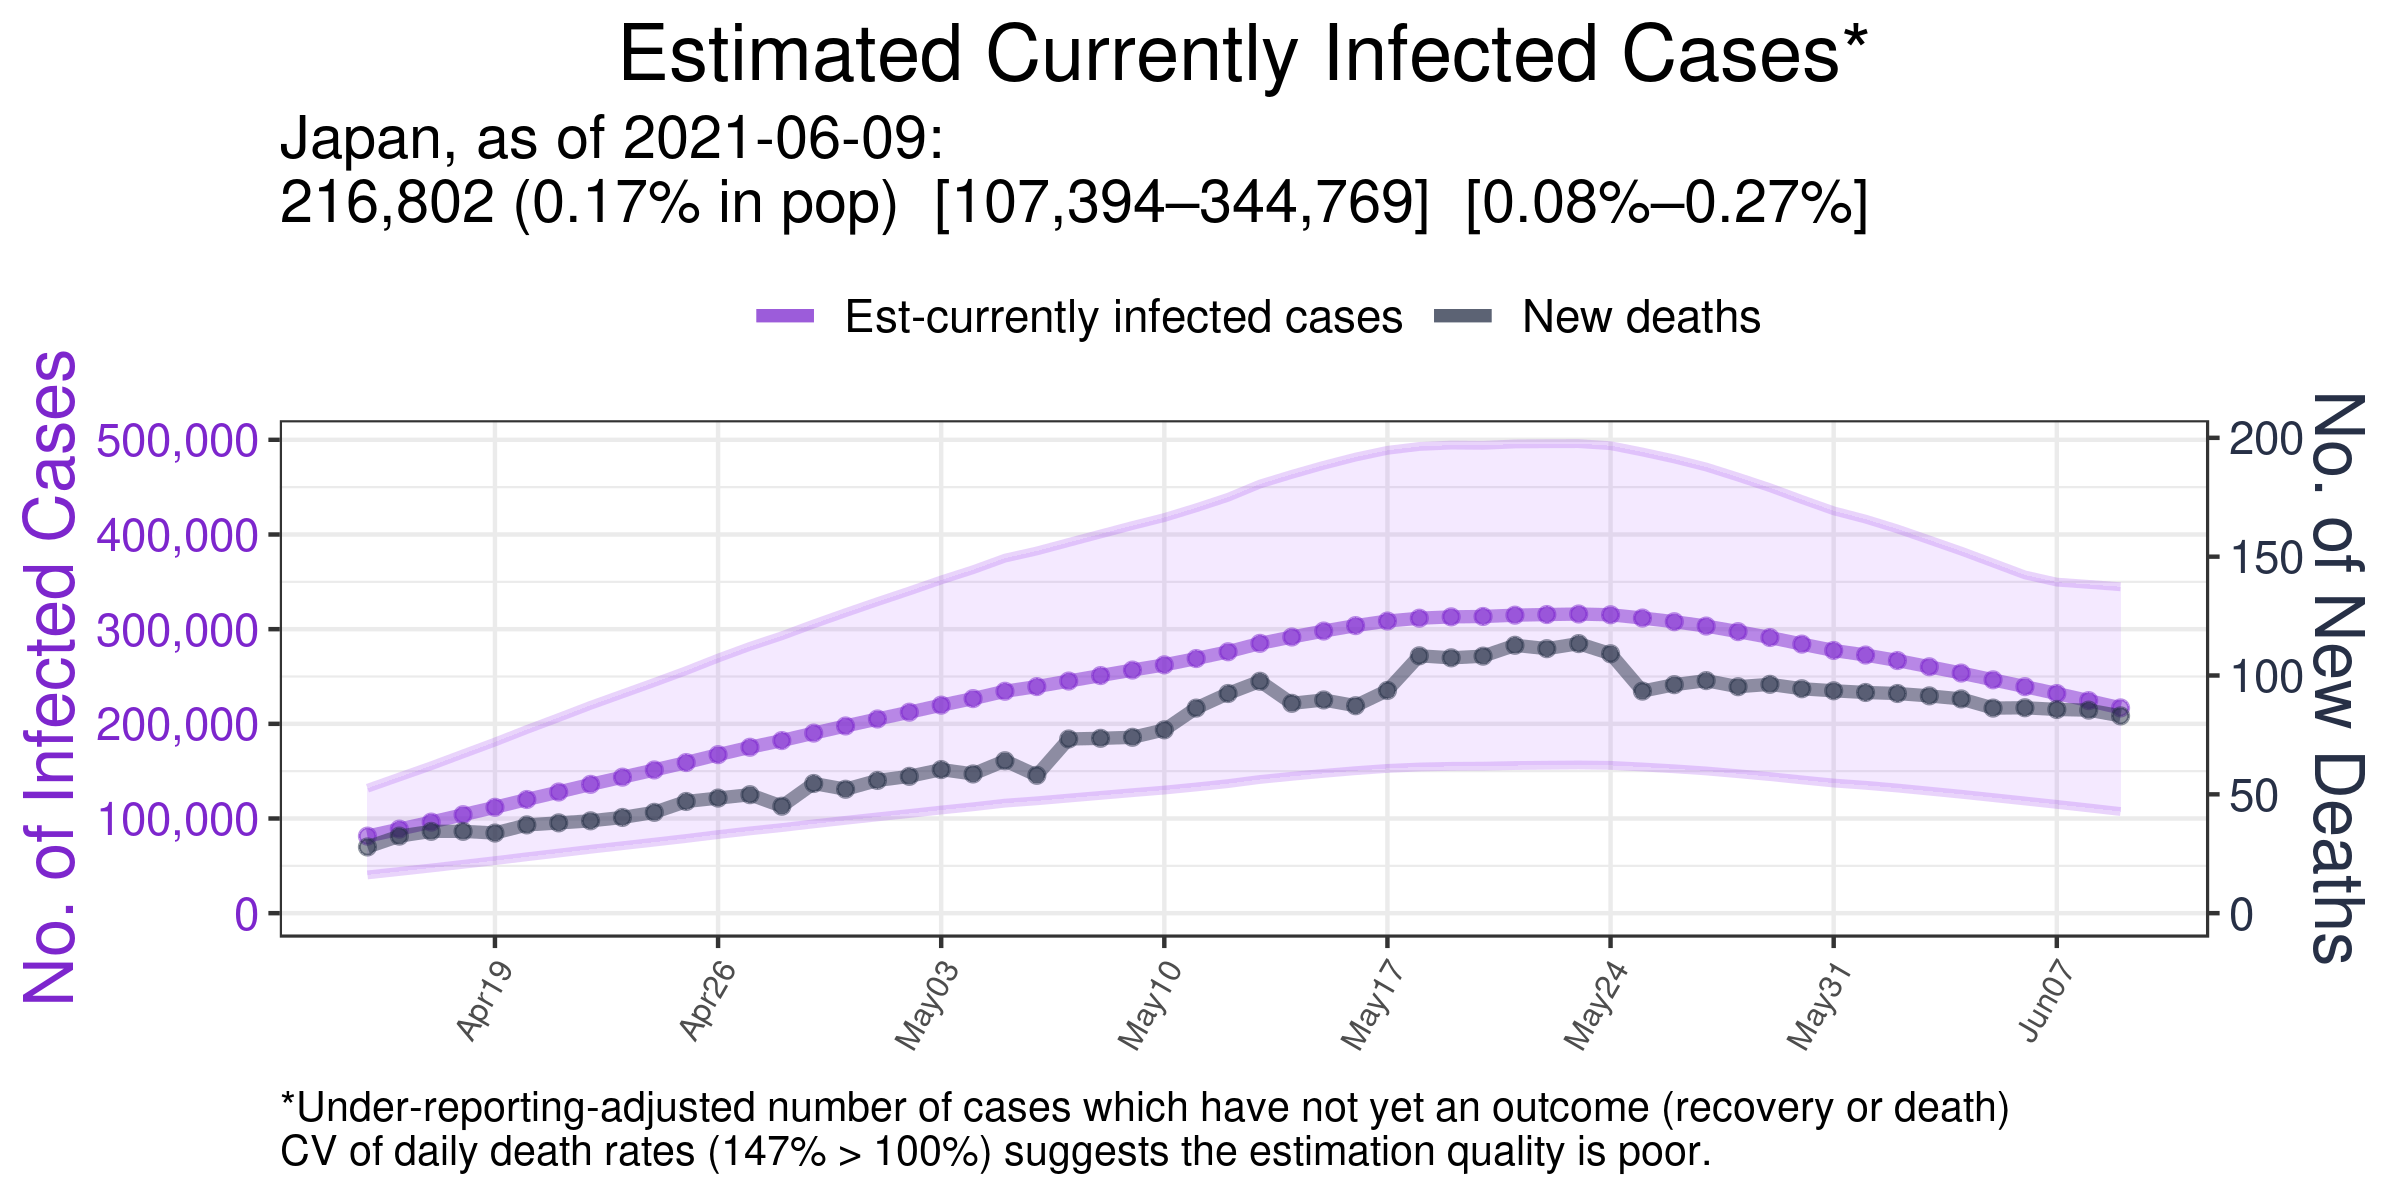 Estimated Currently Infected Cases*
Japan, as of 2021-06-09:
216,802 (0.17% in pop)  [107,394–344,769]  [0.08%–0.27%]
Est-currently infected cases
New deaths
No. of Infected Cases
500,000
400,000
300,000
200,000
100,000
0
200
150
100
50
0
No. of New Deaths
Apr19
Apr26
May03
May10
May17
May24
May31
Jun07
*Under-reporting-adjusted number of cases which have not yet an outcome (recovery or death)
CV of daily death rates (147% > 100%) suggests the estimation quality is poor.